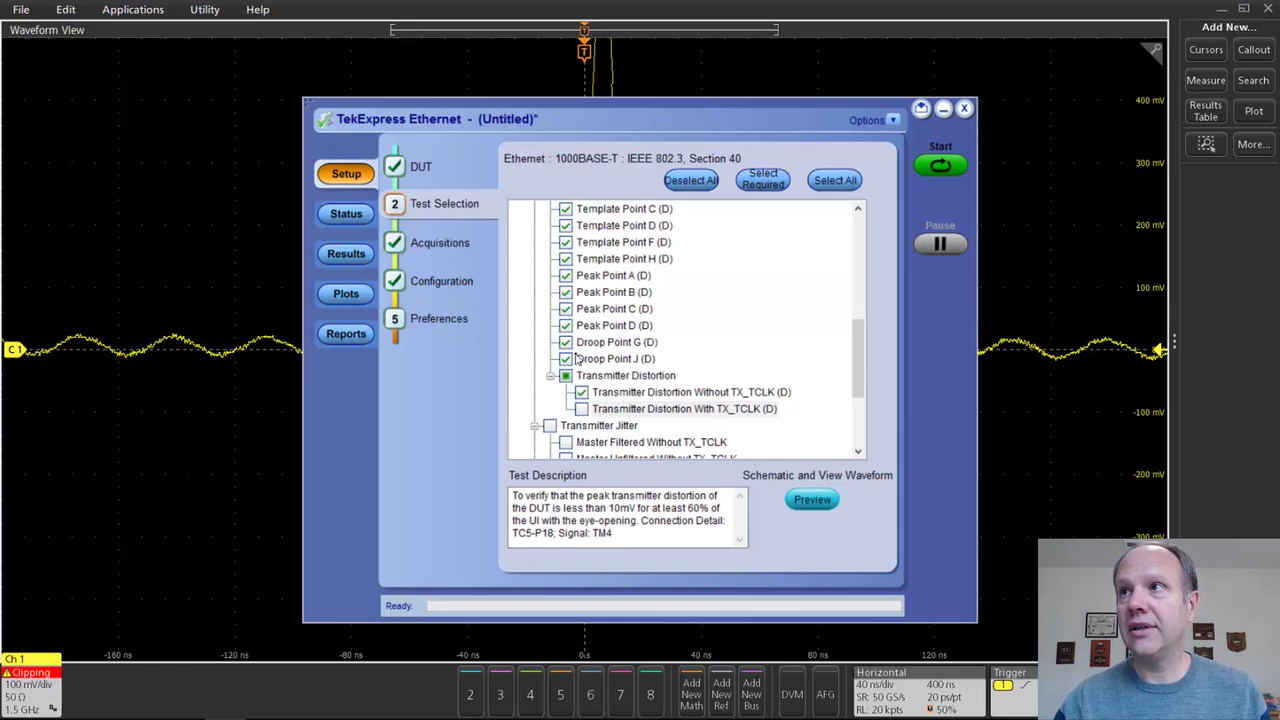 File Edit Applications Utility Help
Waveform View
Add New...
Cursors Callout
Measure Search
Results Table Plot
More...
T
T
400 mV
300 mV
200 mV
100 mV
-100 mV
-200 mV
-300 mV
C 1
TekExpress Ethernet - (Untitled)*
Options
Start
Pause
Setup
Status
Results
Plots
Reports
DUT
2 Test Selection
Acquisitions
Configuration
5 Preferences
Ethernet : 1000BASE-T : IEEE 802.3, Section 40
Deselect All Select Required Select All
Template Point C (D)
Template Point D (D)
Template Point F (D)
Template Point H (D)
Peak Point A (D)
Peak Point B (D)
Peak Point C (D)
Peak Point D (D)
Droop Point G (D)
Droop Point J (D)
Transmitter Distortion
Transmitter Distortion Without TX_TCLK (D)
Transmitter Distortion With TX_TCLK (D)
Transmitter Jitter
Master Filtered Without TX_TCLK
Master Unfiltered Without TX_TCLK
Test Description
Schematic and View Waveform
Preview
To verify that the peak transmitter distortion of
the DUT is less than 10mV for at least 60% of
the UI with the eye-opening. Connection Detail:
TC5-P18; Signal: TM4
Ready.
-160 ns -120 ns -80 ns -40 ns 0 s 40 ns 80 ns 120 ns
Ch 1
Clipping
100 mV/div
50 Ω
1.5 GHz
2 3 4 5 6 7 8
Add New Math
Add New Ref
Add New Bus
DVM AFG
Horizontal
40 ns/div 400 ns
SR: 50 GS/s 20 ps/pt
RL: 20 kpts 50%
Trigger
1